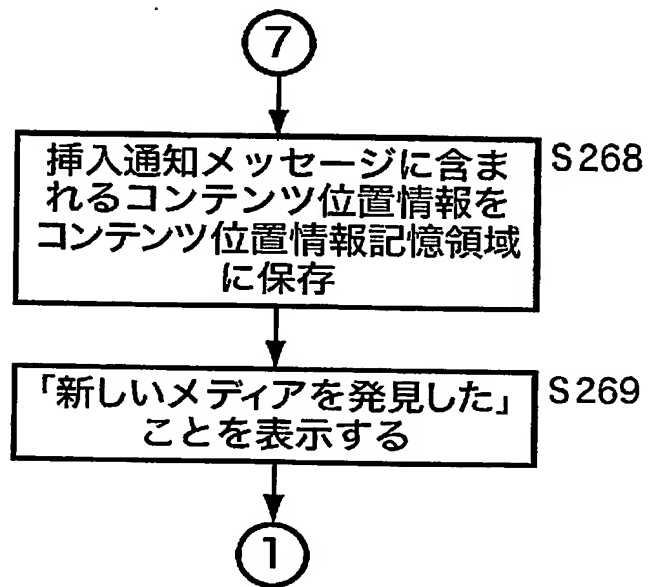 7
挿入通知メッセージに含ま
れるコンテンツ位置情報を
コンテンツ位置情報記憶領域
に保存
S268
「新しいメディアを発見した」
ことを表示する
S269
1